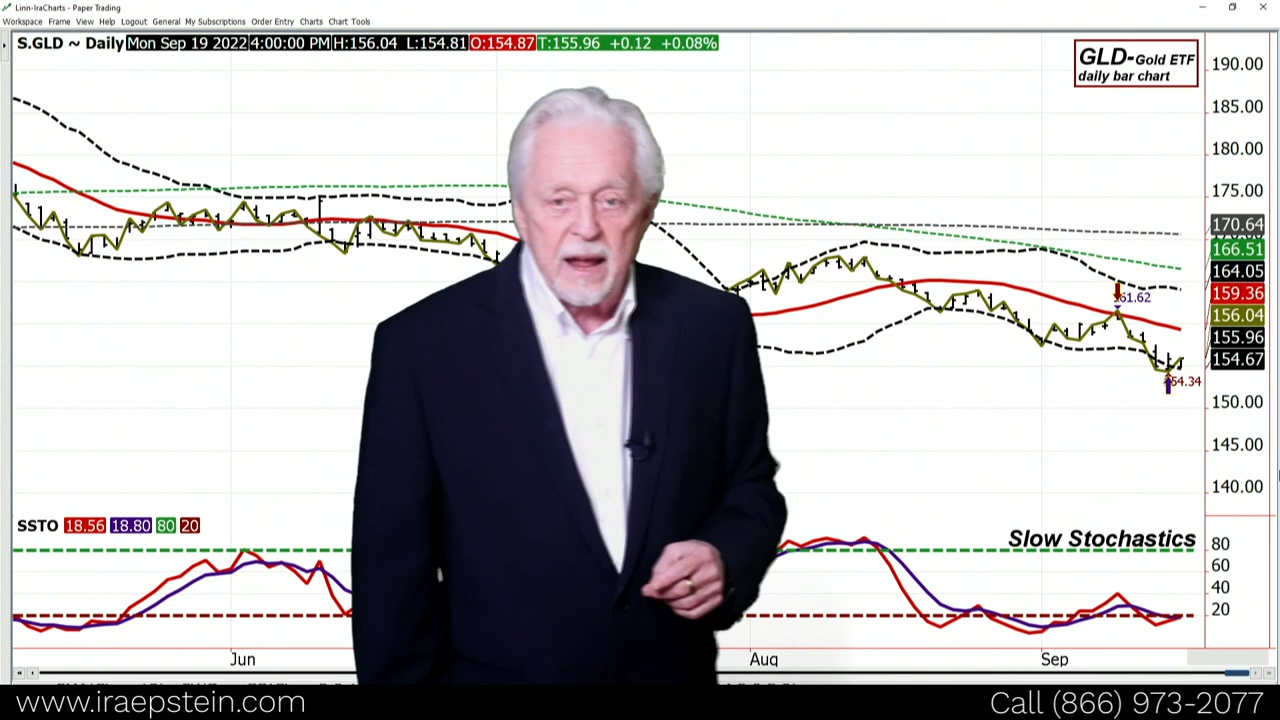 Linn-IraCharts - Paper Trading
Workspace Frame View Help Logout General My Subscriptions Order Entry Charts Chart Tools
S.GLD ~ Daily Mon Sep 19 2022 4:00:00 PM H:156.04 L:154.81 O:154.87 T:155.96 +0.12 +0.08%
GLD-Gold ETF
daily bar chart
190.00
185.00
180.00
175.00
170.64
166.51
164.05
159.36
61.62
156.04
155.96
154.67
54.34
150.00
145.00
140.00
SSTO 18.56 18.80 80 20
Slow Stochastics
80
60
40
20
Jun Aug Sep
www.iraepstein.com Call (866) 973-2077